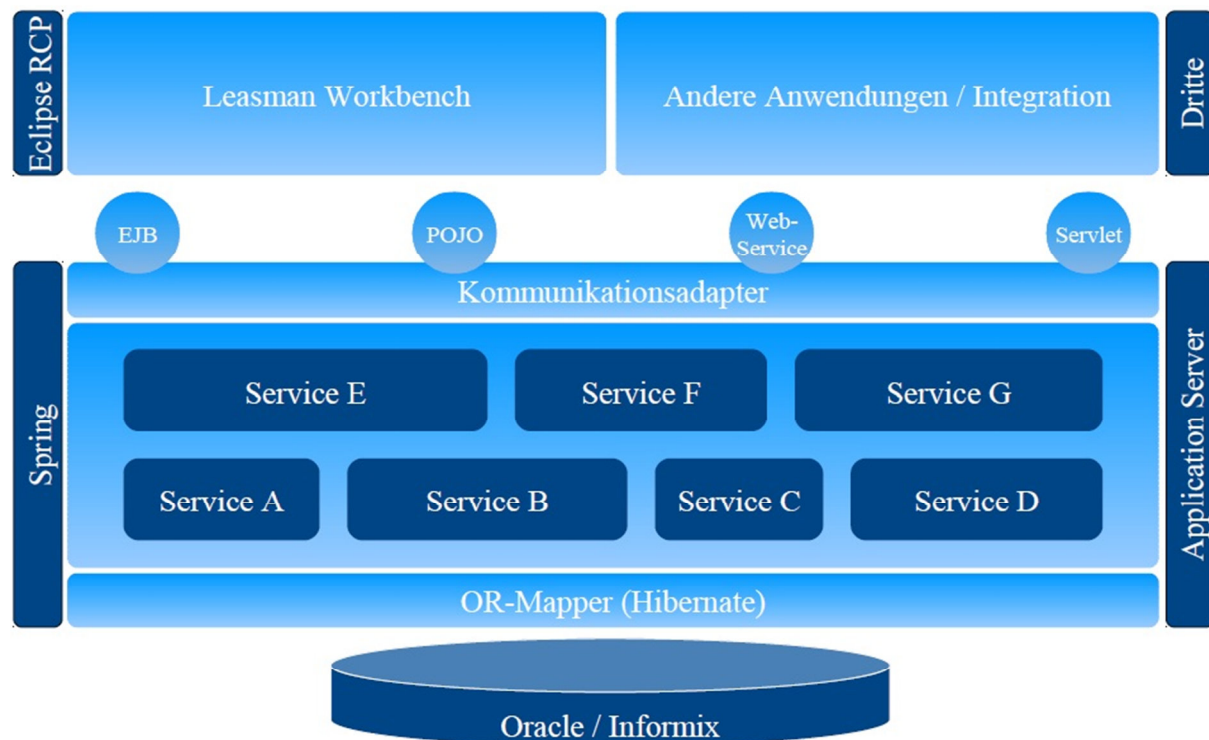 Eclipse RCP
Leasman Workbench
Andere Anwendungen / Integration
Dritte
EJB
POJO
Web-
Service
Servlet
Spring
Kommunikationsadapter
Application Server
Service E
Service F
Service G
Service A
Service B
Service C
Service D
OR-Mapper (Hibernate)
Oracle / Informix